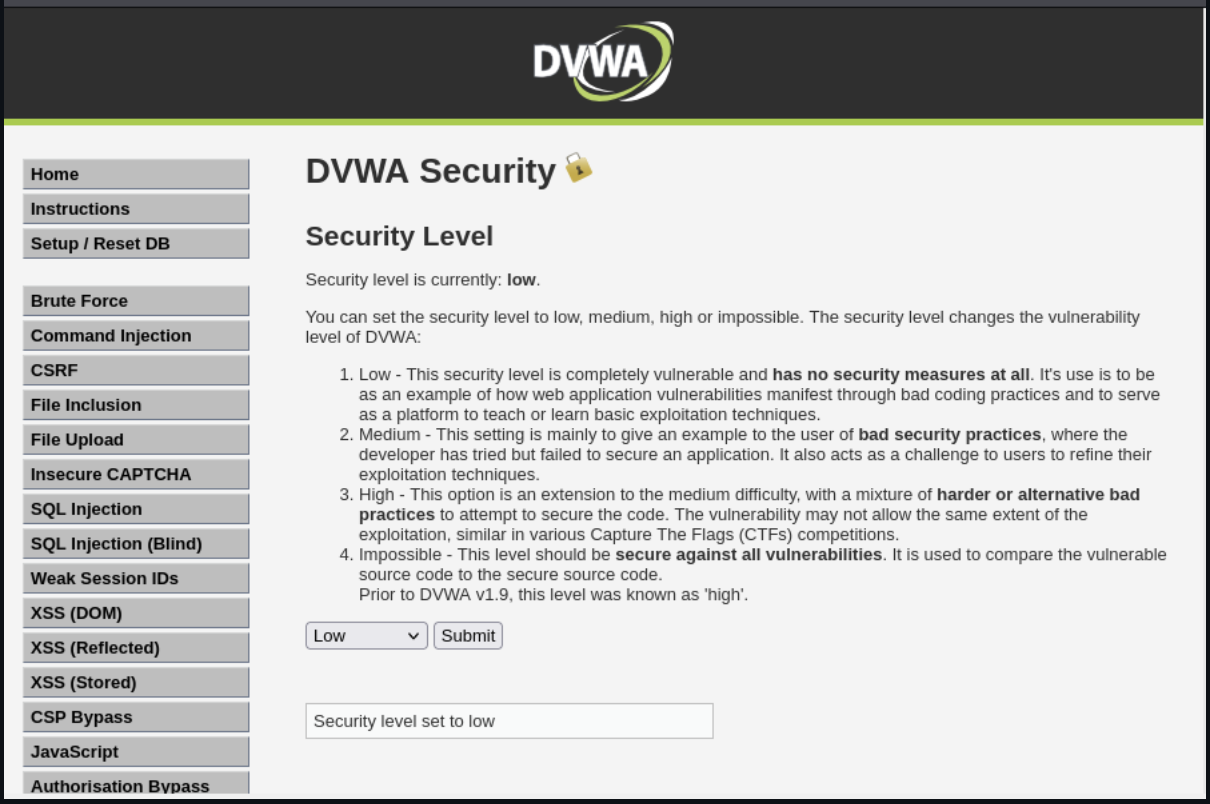 DVWA
Home
Instructions
Setup / Reset DB
Brute Force
Command Injection
CSRF
File Inclusion
File Upload
Insecure CAPTCHA
SQL Injection
SQL Injection (Blind)
Weak Session IDs
XSS (DOM)
XSS (Reflected)
XSS (Stored)
CSP Bypass
JavaScript
Authorisation Bypass
DVWA Security
Security Level
Security level is currently: low.
You can set the security level to low, medium, high or impossible. The security level changes the vulnerability
level of DVWA:
1. Low - This security level is completely vulnerable and has no security measures at all. It's use is to be
as an example of how web application vulnerabilities manifest through bad coding practices and to serve
as a platform to teach or learn basic exploitation techniques.
2. Medium - This setting is mainly to give an example to the user of bad security practices, where the
developer has tried but failed to secure an application. It also acts as a challenge to users to refine their
exploitation techniques.
3. High - This option is an extension to the medium difficulty, with a mixture of harder or alternative bad
practices to attempt to secure the code. The vulnerability may not allow the same extent of the
exploitation, similar in various Capture The Flags (CTFs) competitions.
4. Impossible - This level should be secure against all vulnerabilities. It is used to compare the vulnerable
source code to the secure source code.
Prior to DVWA v1.9, this level was known as 'high'.
Low Submit
Security level set to low